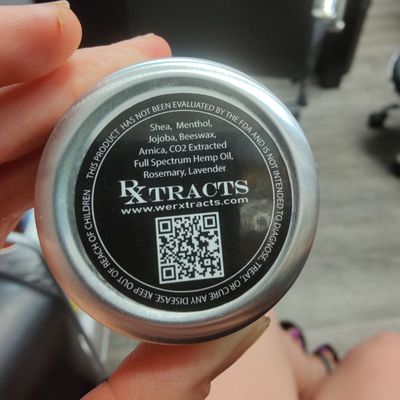 THIS PRODUCT HAS NOT BEEN EVALUATED BY THE FDA AND IS NOT INTENDED TO DIAGNOSE, TREAT, OR CURE ANY DISEASE. KEEP OUT OF REACH OF CHILDREN
Shea, Menthol,
Jojoba, Beeswax,
Arnica, CO2 Extracted
Full Spectrum Hemp Oil,
Rosemary, Lavender
RXTRACTS
www.werxtracts.com